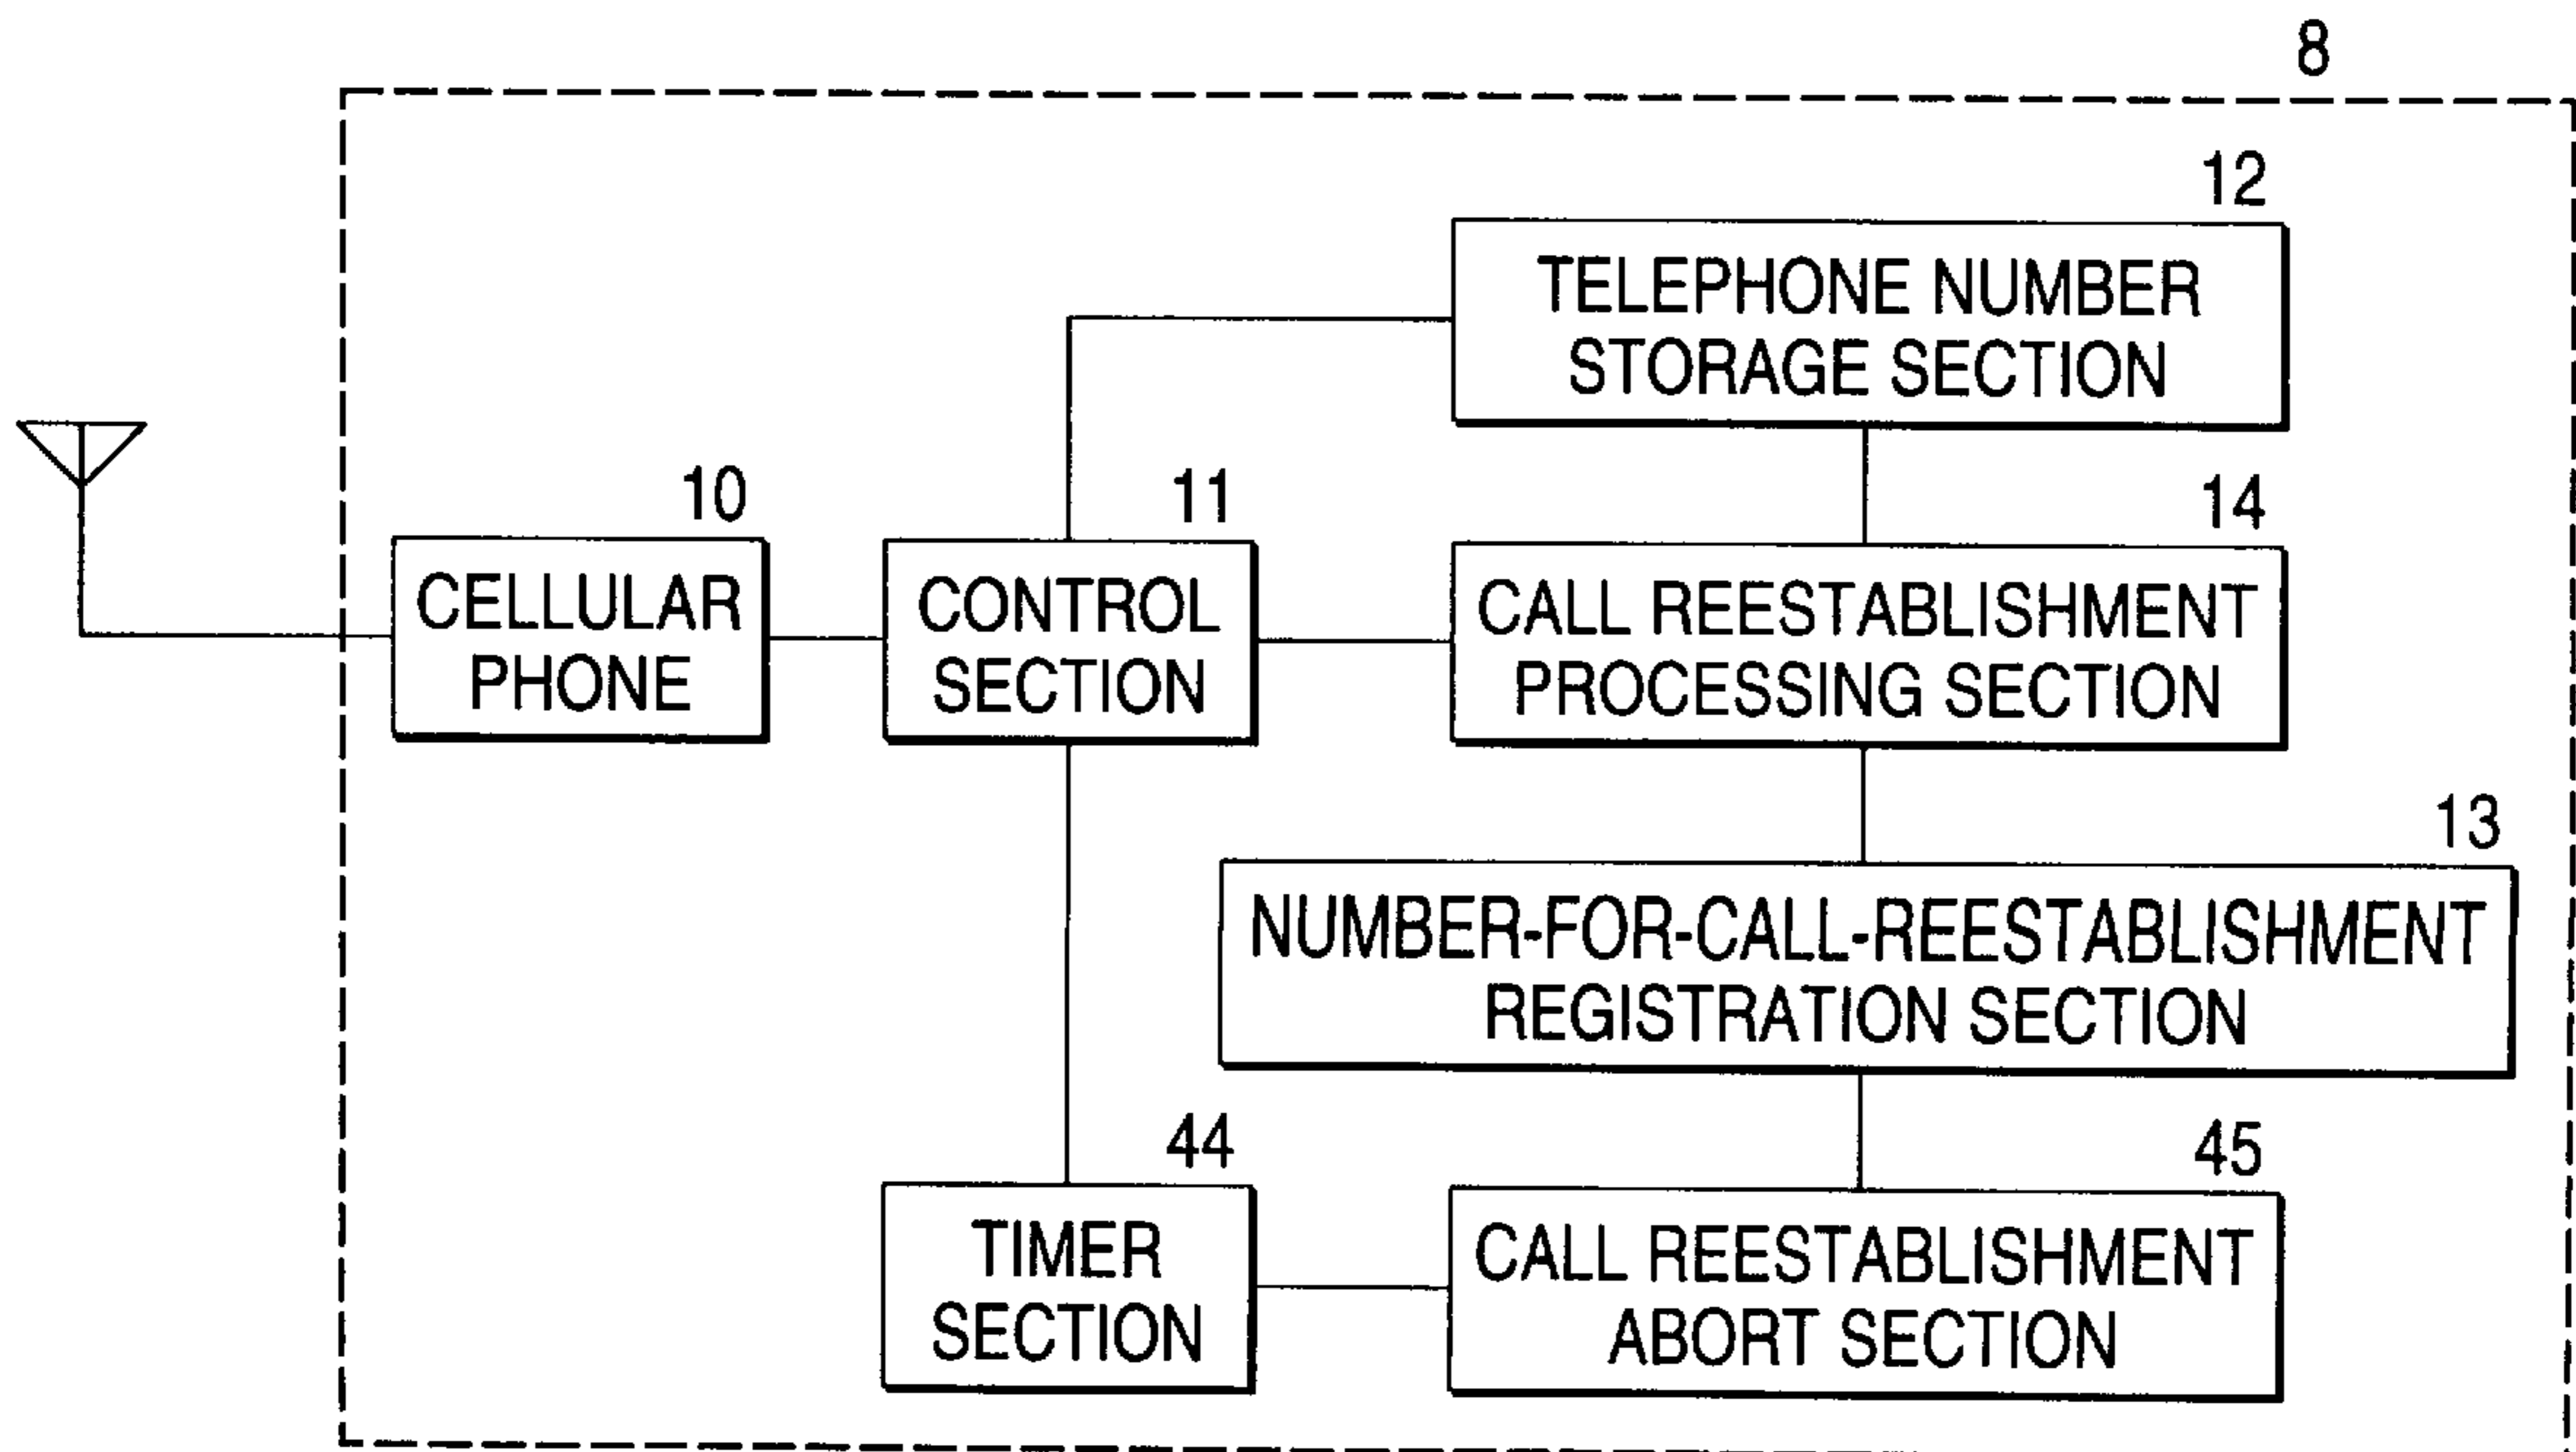 8
12
TELEPHONE NUMBER
STORAGE SECTION
10
CELLULAR
PHONE
11
CONTROL
SECTION
14
CALL REESTABLISHMENT
PROCESSING SECTION
13
NUMBER-FOR-CALL-REESTABLISHMENT
REGISTRATION SECTION
44
TIMER
SECTION
45
CALL REESTABLISHMENT
ABORT SECTION